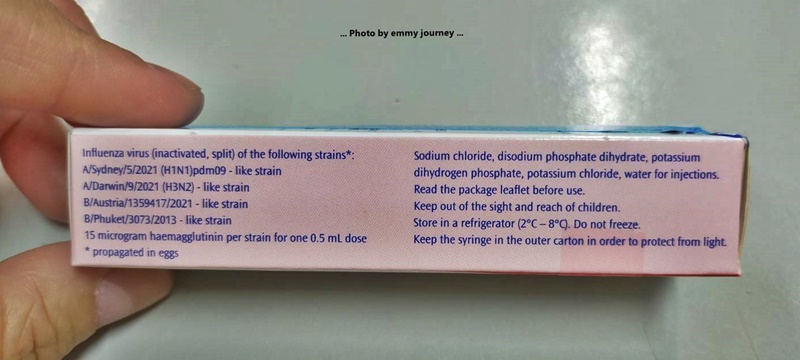 ... Photo by emmy journey ...
Influenza virus (inactivated, split) of the following strains*:
A/Sydney/5/2021 (H1N1)pdm09 - like strain
A/Darwin/9/2021 (H3N2) - like strain
B/Austria/1359417/2021 - like strain
B/Phuket/3073/2013 - like strain
15 microgram haemagglutinin per strain for one 0.5 mL dose
* propagated in eggs
Sodium chloride, disodium phosphate dihydrate, potassium
dihydrogen phosphate, potassium chloride, water for injections.
Read the package leaflet before use.
Keep out of the sight and reach of children.
Store in a refrigerator (2°C – 8°C). Do not freeze.
Keep the syringe in the outer carton in order to protect from light.